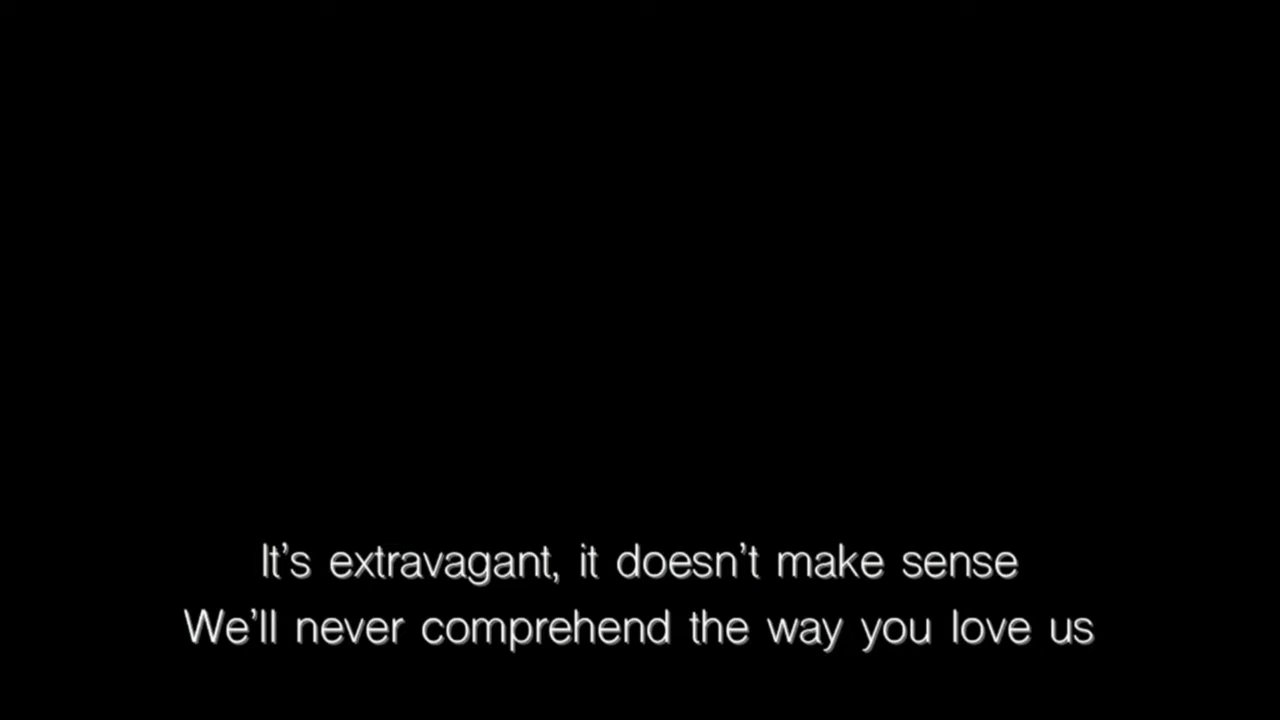 It’s extravagant, it doesn’t make sense
We’ll never comprehend the way you love us